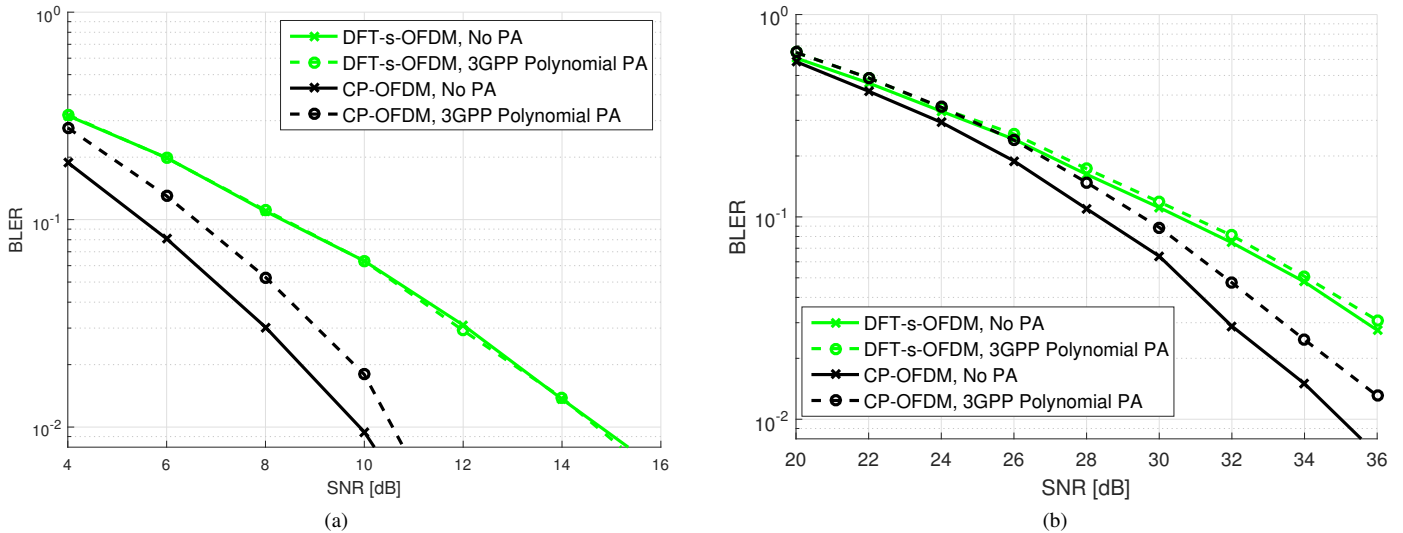 10^0
DFT-s-OFDM, No PA
DFT-s-OFDM, 3GPP Polynomial PA
CP-OFDM, No PA
CP-OFDM, 3GPP Polynomial PA
10^-1
BLER
10^-2
4 6 8 10 12 14 16
SNR [dB]
(a)
10^0
10^-1
BLER
DFT-s-OFDM, No PA
DFT-s-OFDM, 3GPP Polynomial PA
CP-OFDM, No PA
CP-OFDM, 3GPP Polynomial PA
10^-2
20 22 24 26 28 30 32 34 36
SNR [dB]
(b)